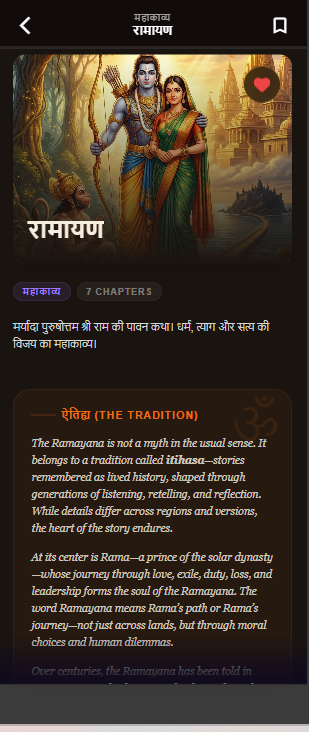 महाकाव्य
रामायण
रामायण
महाकाव्य
7 CHAPTERS
मर्यादा पुरुषोत्तम श्री राम की पावन कथा। धर्म, त्याग और सत्य की
विजय का महाकाव्य।
ॐ
ऐतिह्य (THE TRADITION)
The Ramayana is not a myth in the usual sense. It
belongs to a tradition called itihasa—stories
remembered as lived history, shaped through
generations of listening, retelling, and reflection.
While details differ across regions and versions,
the heart of the story endures.
At its center is Rama—a prince of the solar dynasty
—whose journey through love, exile, duty, loss, and
leadership forms the soul of the Ramayana. The
word Ramayana means Rama's path or Rama's
journey—not just across lands, but through moral
choices and human dilemmas.
Over centuries, the Ramayana has been told in